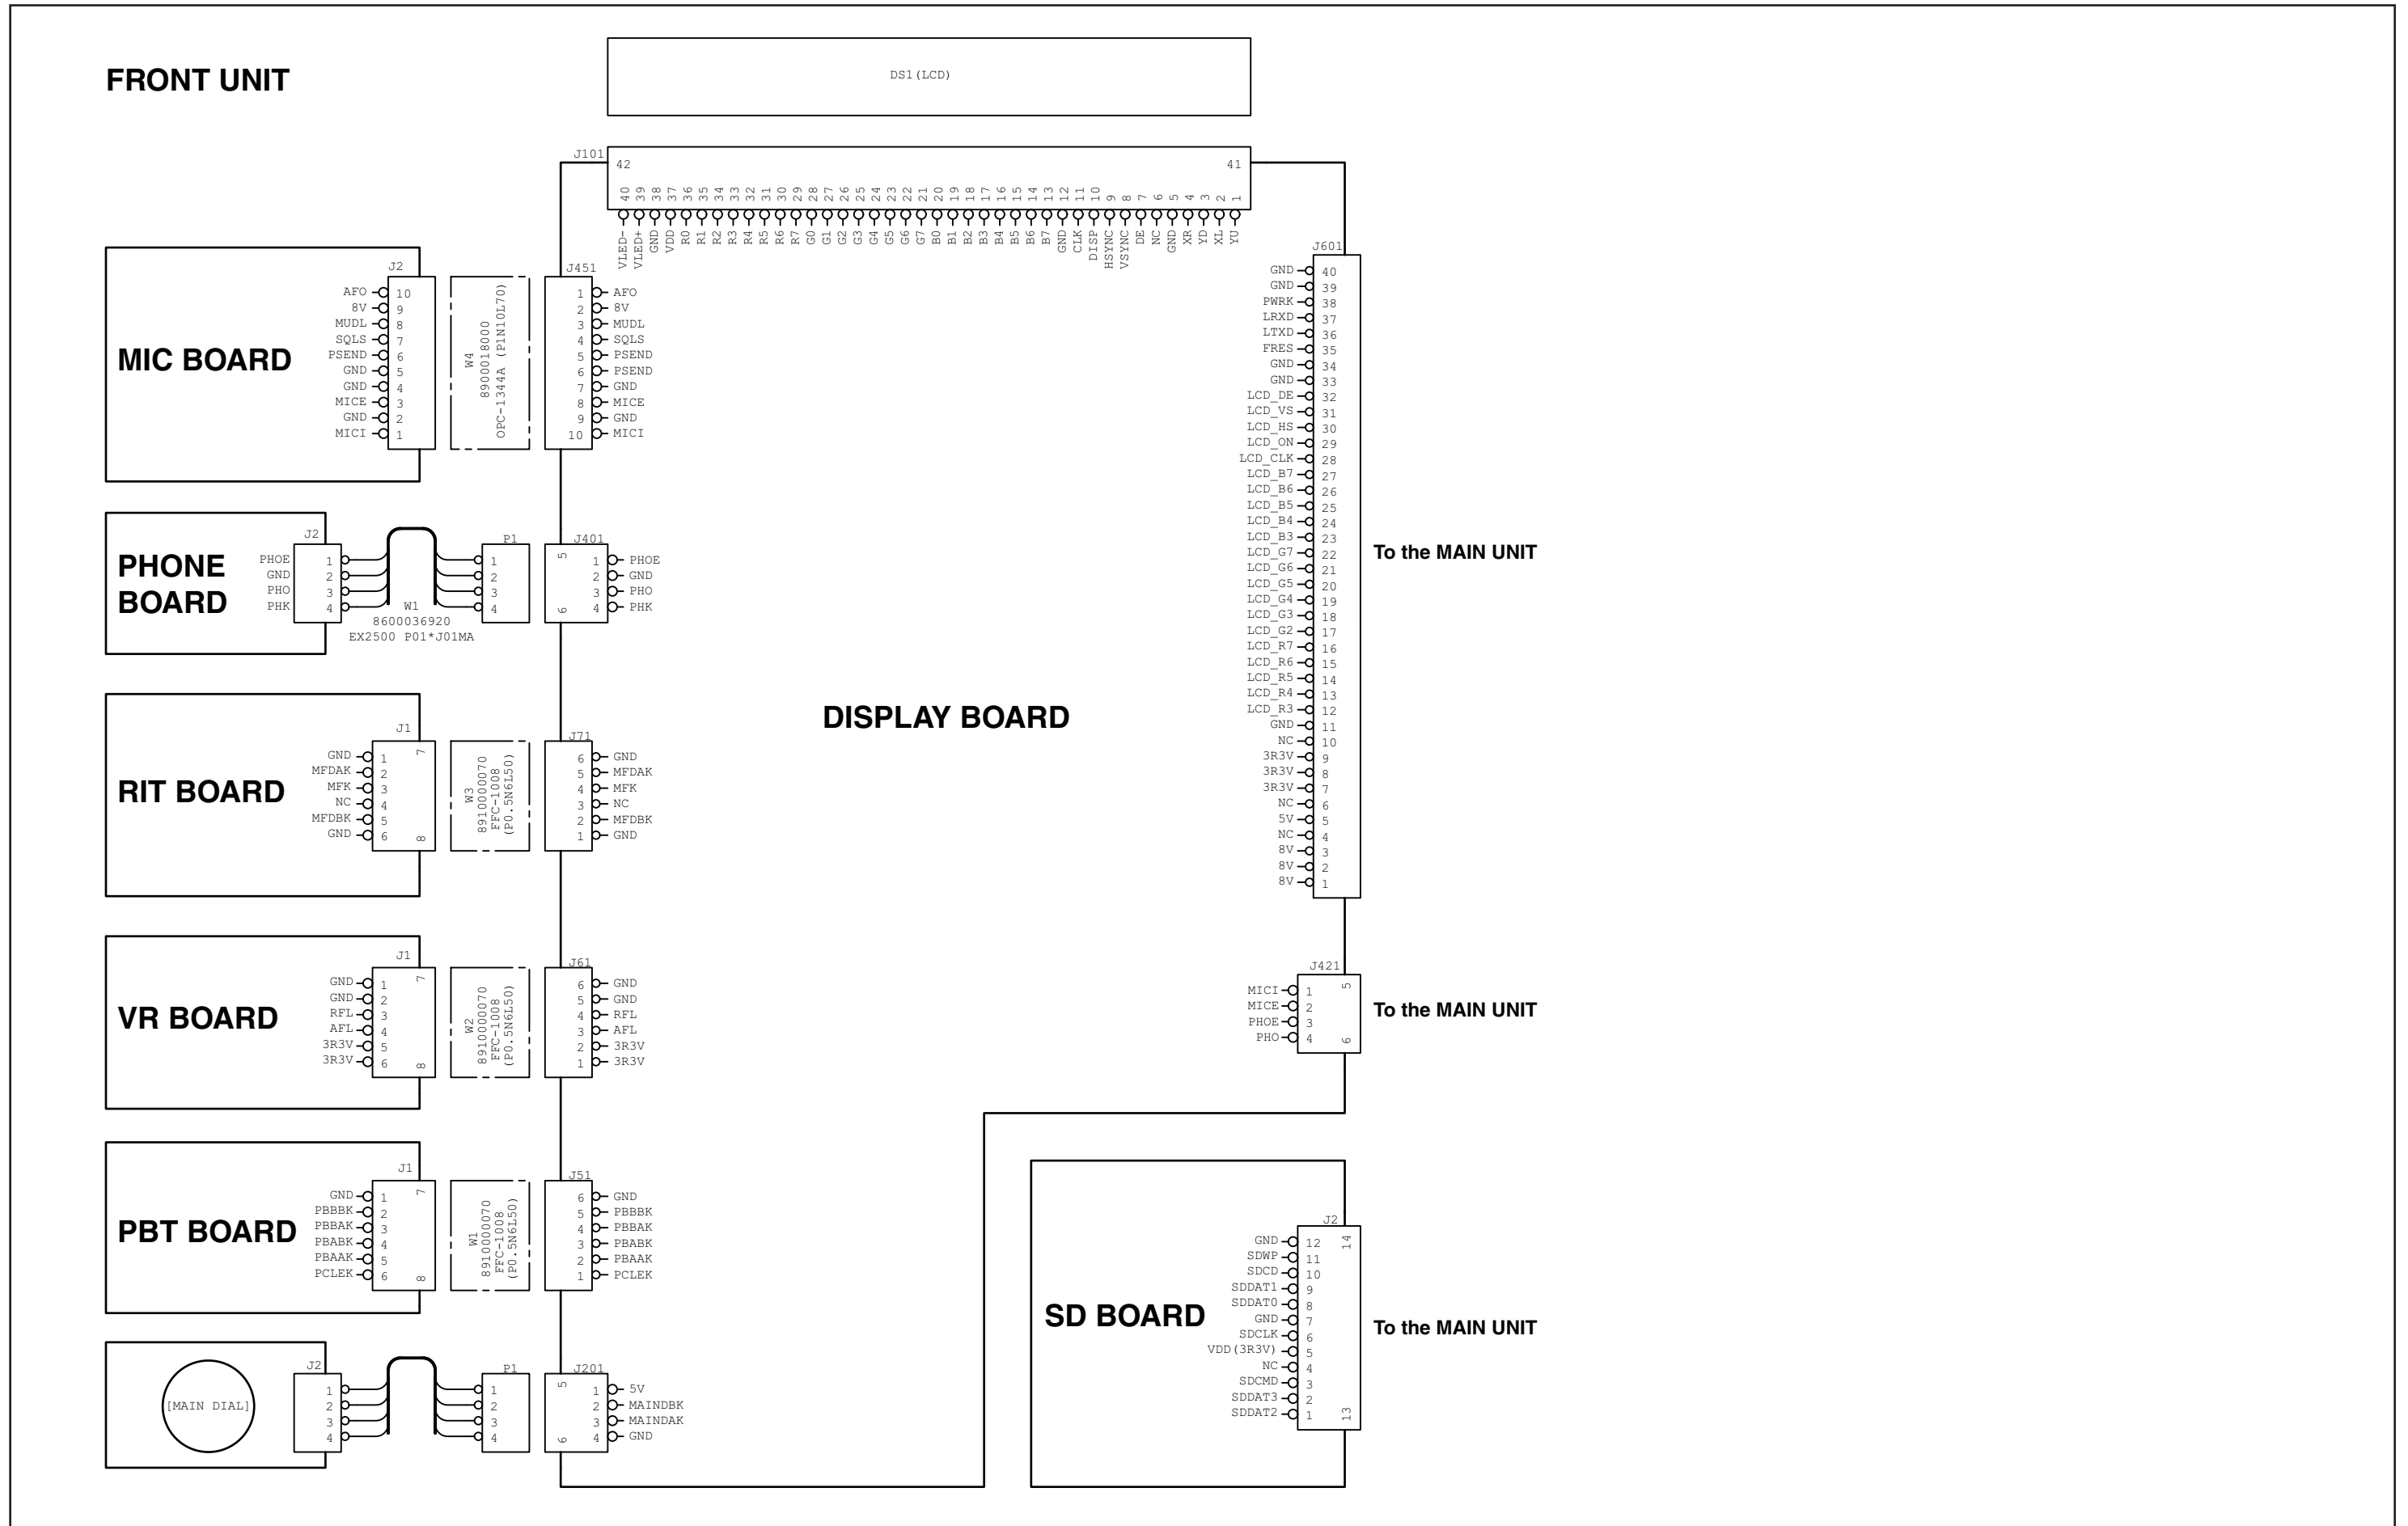 FRONT UNIT
DS1(LCD)
J101
42 41
40 39 38 37 36 35 34 33 32 31 30 29 28 27 26 25 24 23 22 21 20 19 18 17 16 15 14 13 12 11 10 9 8 7 6 5 4 3 2 1
VLED- VLED+ GND VDD R0 R1 R2 R3 R4 R5 R6 R7 G0 G1 G2 G3 G4 G5 G6 G7 B0 B1 B2 B3 B4 B5 B6 B7 GND CLK DISP HSYNC VSYNC DE NC GND XR YD XL YU
MIC BOARD
J2
AFO 10
8V 9
MUDL 8
SQLS 7
PSEND 6
GND 5
GND 4
MICE 3
GND 2
MICI 1
W4
8900018000
OPC-1344A (P1N10L70)
J451
1 AFO
2 8V
3 MUDL
4 SQLS
5 PSEND
6 PSEND
7 GND
8 MICE
9 GND
10 MICI
PHONE
BOARD
J2
PHOE 1
GND 2
PHO 3
PHK 4
W1
8600036920
EX2500 P01*J01MA
P1
1
2
3
4
J401
5
6
1 PHOE
2 GND
3 PHO
4 PHK
RIT BOARD
J1
GND 1
MFDAK 2
MFK 3
NC 4
MFDBK 5
GND 6
7
8
W3
8910000070
FFC-1008
(P0.5N6L50)
J71
6 GND
5 MFDAK
4 MFK
3 NC
2 MFDBK
1 GND
VR BOARD
J1
GND 1
GND 2
RFL 3
AFL 4
3R3V 5
3R3V 6
7
8
W2
8910000070
FFC-1008
(P0.5N6L50)
J61
6 GND
5 GND
4 RFL
3 AFL
2 3R3V
1 3R3V
PBT BOARD
J1
GND 1
PBBBK 2
PBBAK 3
PBABK 4
PBAAK 5
PCLEK 6
7
8
W1
8910000070
FFC-1008
(P0.5N6L50)
J51
6 GND
5 PBBBK
4 PBBAK
3 PBABK
2 PBAAK
1 PCLEK
[MAIN DIAL]
J2
1
2
3
4
P1
1
2
3
4
J201
5
6
1 5V
2 MAINDBK
3 MAINDAK
4 GND
DISPLAY BOARD
J601
GND 40
GND 39
PWRK 38
LRXD 37
LTXD 36
FRES 35
GND 34
GND 33
LCD_DE 32
LCD_VS 31
LCD_HS 30
LCD_ON 29
LCD_CLK 28
LCD_B7 27
LCD_B6 26
LCD_B5 25
LCD_B4 24
LCD_B3 23
LCD_G7 22
LCD_G6 21
LCD_G5 20
LCD_G4 19
LCD_G3 18
LCD_G2 17
LCD_R7 16
LCD_R6 15
LCD_R5 14
LCD_R4 13
LCD_R3 12
GND 11
NC 10
3R3V 9
3R3V 8
3R3V 7
NC 6
5V 5
NC 4
8V 3
8V 2
8V 1
To the MAIN UNIT
J421
MICI 1
MICE 2
PHOE 3
PHO 4
5
6
To the MAIN UNIT
SD BOARD
J2
GND 12
SDWP 11
SDCD 10
SDDAT1 9
SDDAT0 8
GND 7
SDCLK 6
VDD(3R3V) 5
NC 4
SDCMD 3
SDDAT3 2
SDDAT2 1
14
13
To the MAIN UNIT